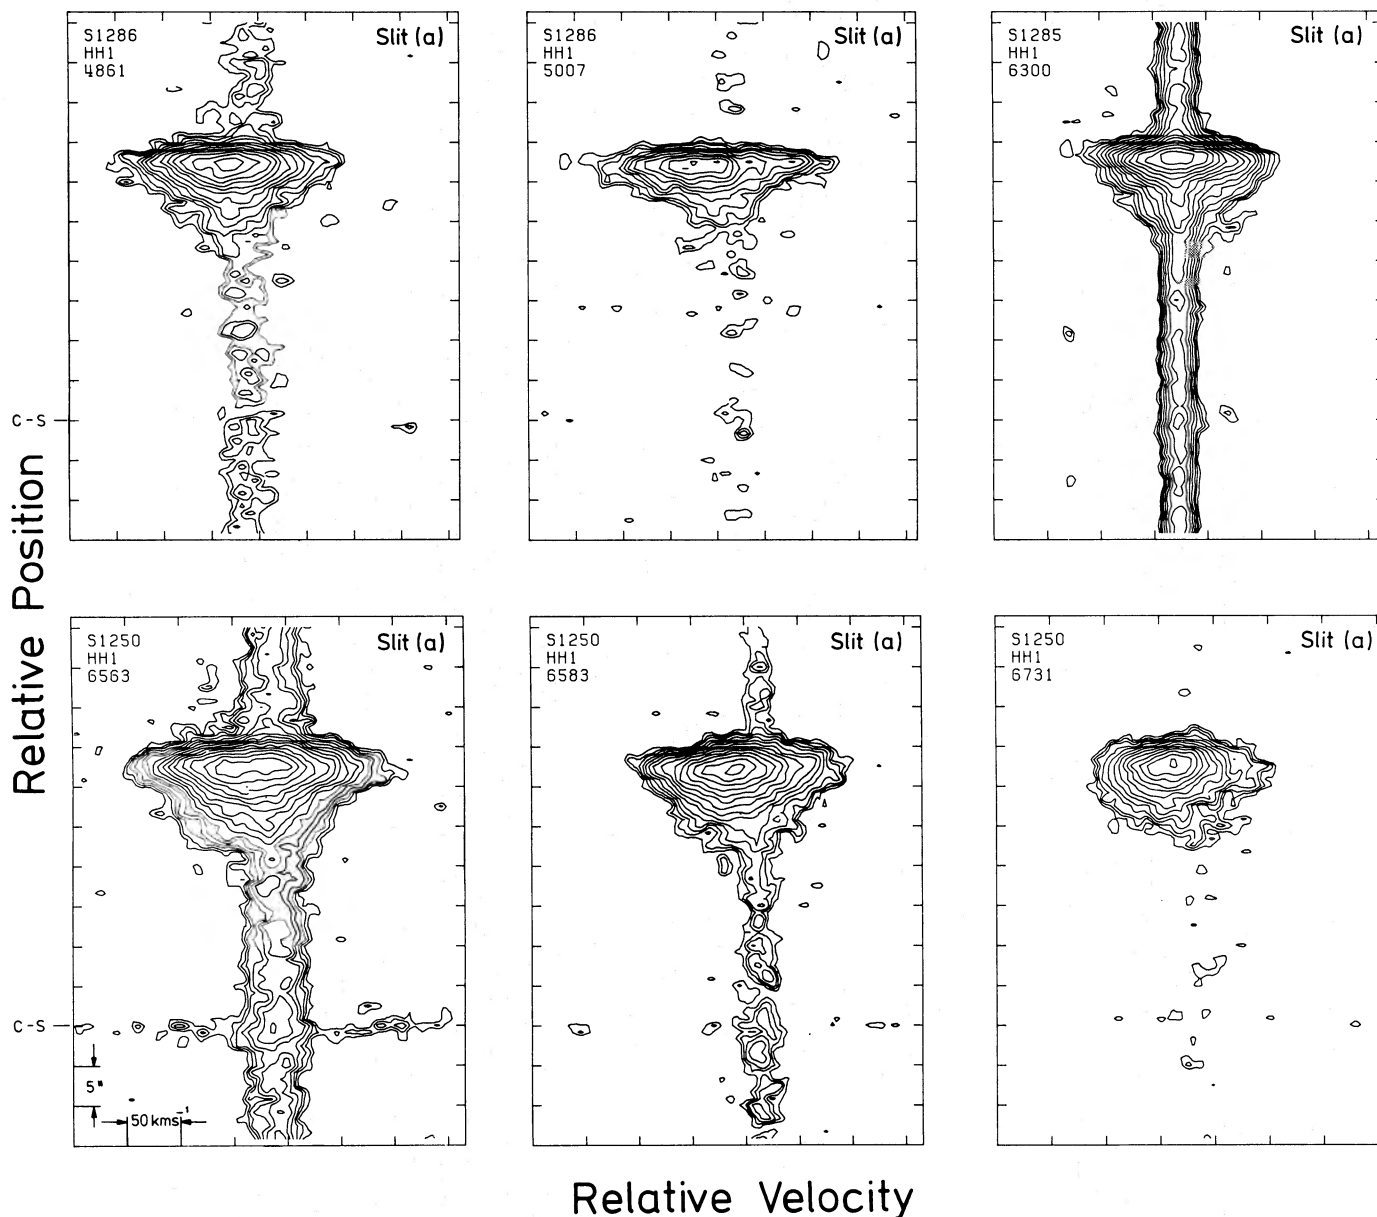 S1286
HH1
4861
Slit (a)
S1286
HH1
5007
Slit (a)
S1285
HH1
6300
Slit (a)
C-S
S1250
HH1
6563
Slit (a)
S1250
HH1
6583
Slit (a)
S1250
HH1
6731
Slit (a)
C-S
5"
50 kms⁻¹
Relative Position
Relative Velocity